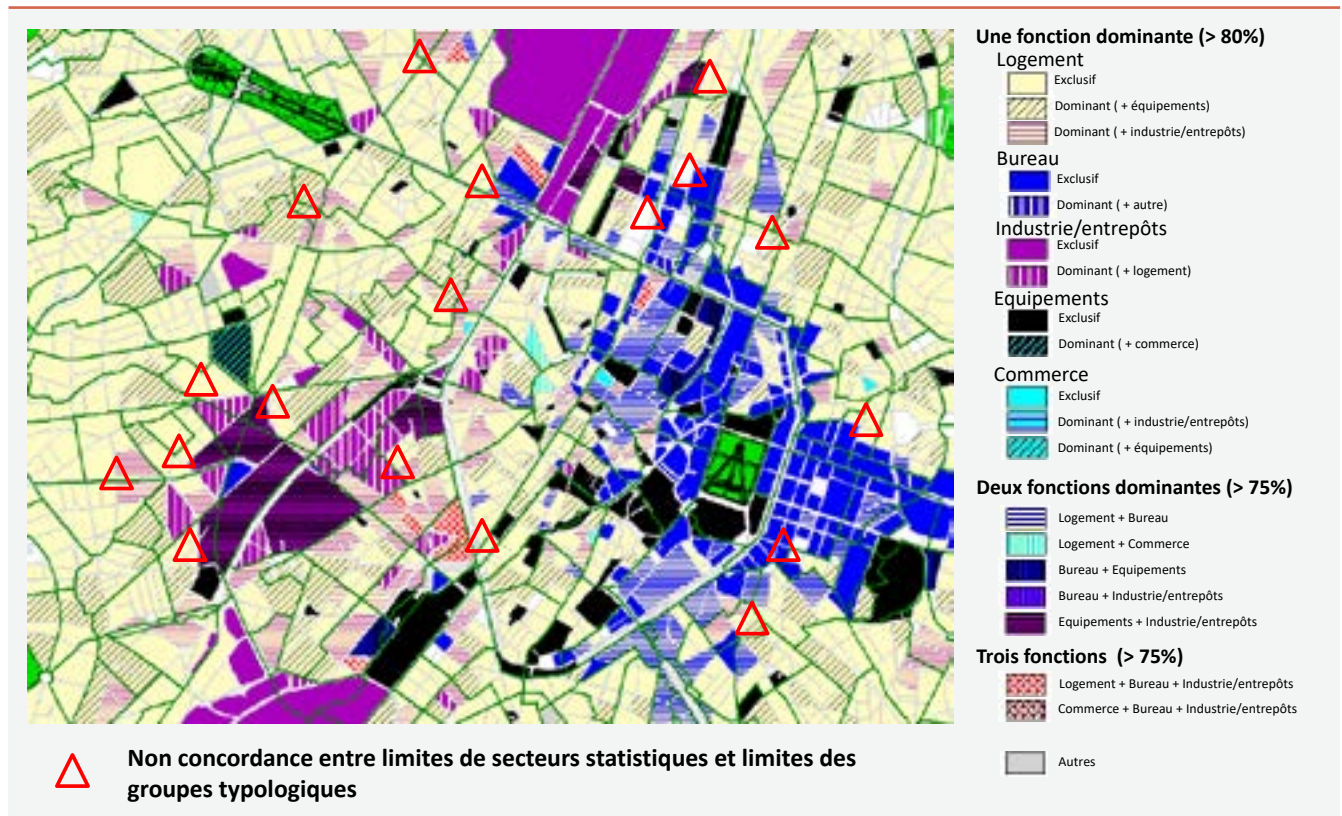 Une fonction dominante (> 80%)
Logement
Exclusif
Dominant ( + équipements)
Dominant ( + industrie/entrepôts)
Bureau
Exclusif
Dominant ( + autre)
Industrie/entrepôts
Exclusif
Dominant ( + logement)
Equipements
Exclusif
Dominant ( + commerce)
Commerce
Exclusif
Dominant ( + industrie/entrepôts)
Dominant ( + équipements)
Deux fonctions dominantes (> 75%)
Logement + Bureau
Logement + Commerce
Bureau + Equipements
Bureau + Industrie/entrepôts
Equipements + Industrie/entrepôts
Trois fonctions (> 75%)
Logement + Bureau + Industrie/entrepôts
Commerce + Bureau + Industrie/entrepôts
Autres
Non concordance entre limites de secteurs statistiques et limites des
groupes typologiques